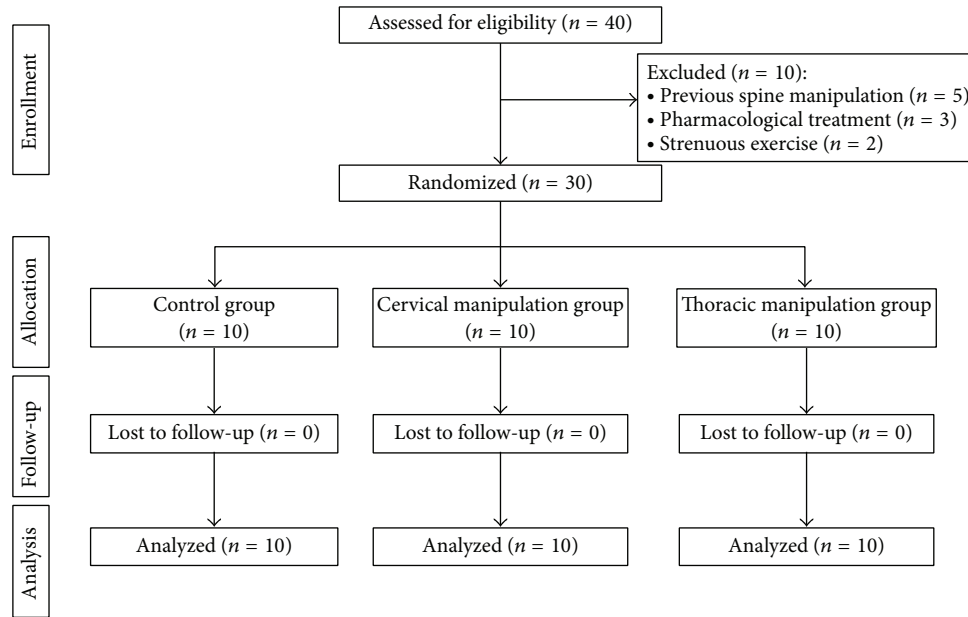 Enrollment
Assessed for eligibility (n = 40)
Excluded (n = 10):
• Previous spine manipulation (n = 5)
• Pharmacological treatment (n = 3)
• Strenuous exercise (n = 2)
Randomized (n = 30)
Allocation
Control group
(n = 10)
Cervical manipulation group
(n = 10)
Thoracic manipulation group
(n = 10)
Follow-up
Lost to follow-up (n = 0)
Lost to follow-up (n = 0)
Lost to follow-up (n = 0)
Analysis
Analyzed (n = 10)
Analyzed (n = 10)
Analyzed (n = 10)